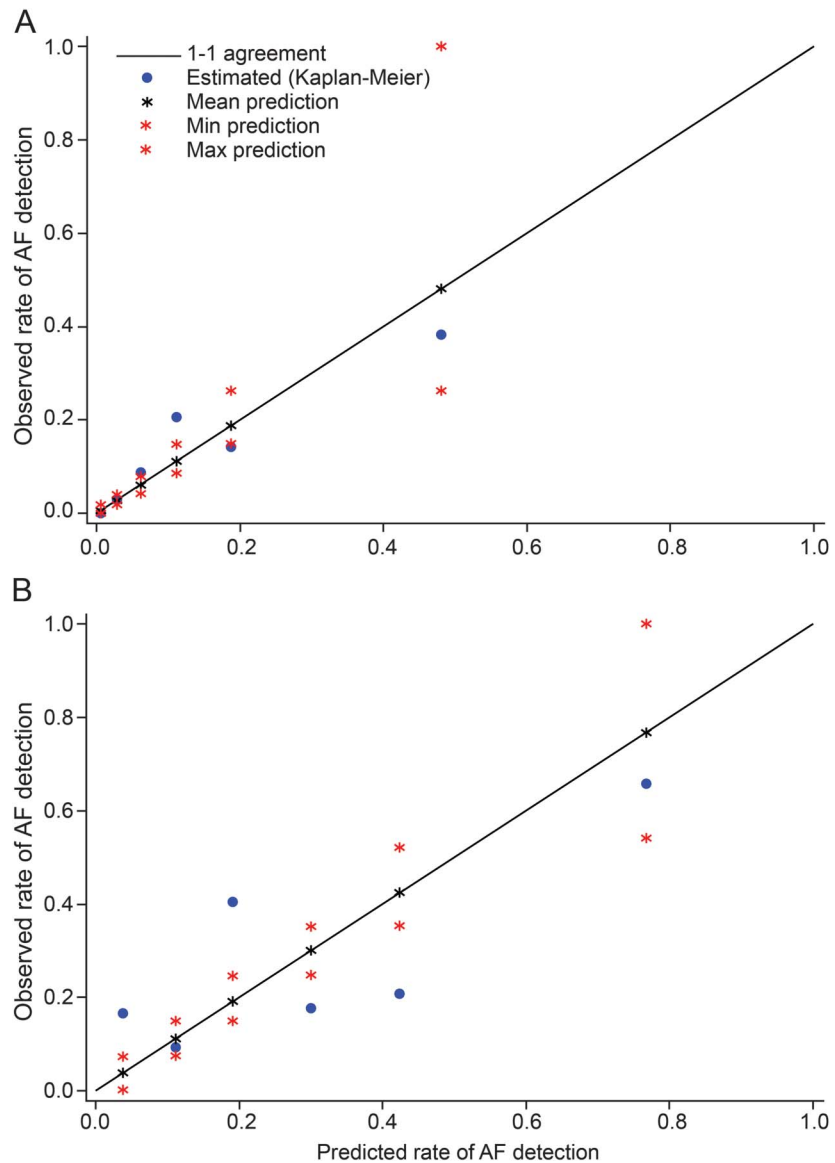 A
1.0
0.8
0.6
0.4
0.2
0.0
Observed rate of AF detection
1-1 agreement
Estimated (Kaplan-Meier)
Mean prediction
Min prediction
Max prediction
0.0 0.2 0.4 0.6 0.8 1.0
B
1.0
0.8
0.6
0.4
0.2
0.0
Observed rate of AF detection
0.0 0.2 0.4 0.6 0.8 1.0
Predicted rate of AF detection